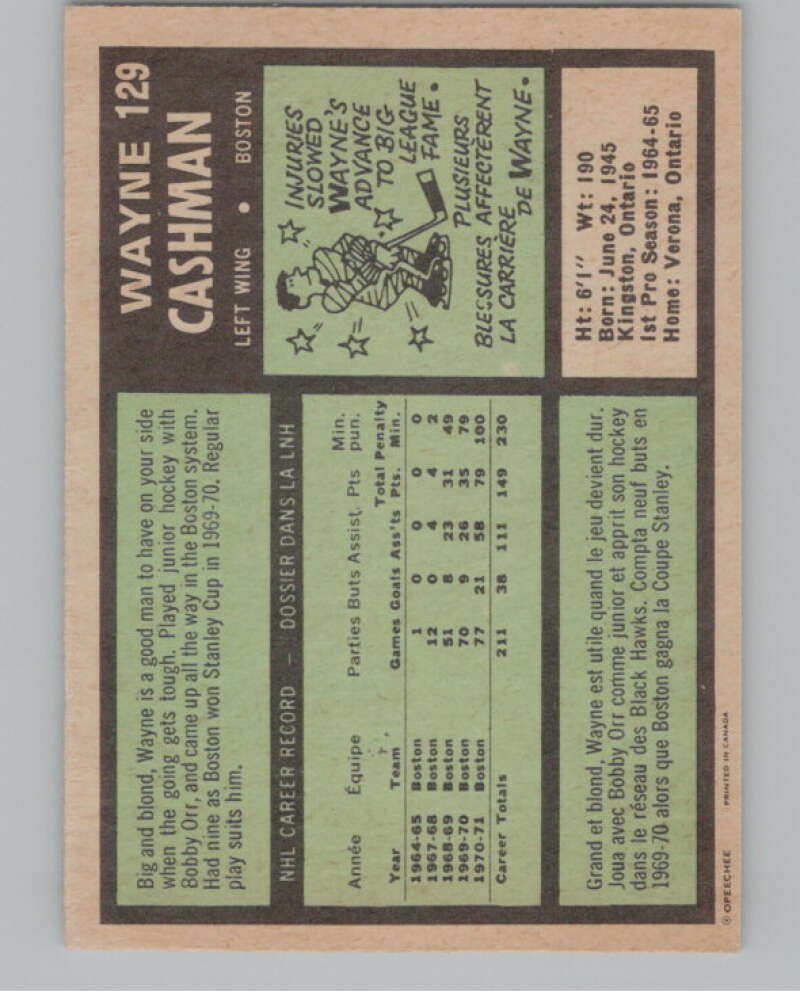 WAYNE 129
CASHMAN
LEFT WING • BOSTON
Big and blond, Wayne is a good man to have on your side
when the going gets tough. Played junior hockey with
Bobby Orr, and came up all the way in the Boston system.
Had nine as Boston won Stanley Cup in 1969-70. Regular
play suits him.
INJURIES
SLOWED
WAYNE'S
ADVANCE
TO BIG
LEAGUE
FAME.
PLUSIEURS
BLESSURES AFFECTÈRENT
LA CARRIÈRE
DE WAYNE.
NHL CAREER RECORD — DOSSIER DANS LA LNH
Année Équipe Parties Buts Assist. Pts Min. pun.
Year Team Games Goals Ass'ts Total Pts. Penalty Min.
1964-65 Boston 1 0 0 0 0
1967-68 Boston 12 0 4 4 2
1968-69 Boston 51 8 23 31 49
1969-70 Boston 70 9 26 35 79
1970-71 Boston 77 21 58 79 100
Career Totals 211 38 111 149 230
Ht: 6'1" Wt: 190
Born: June 24, 1945
Kingston, Ontario
1st Pro Season: 1964-65
Home: Verona, Ontario
Grand et blond, Wayne est utile quand le jeu devient dur.
Joua avec Bobby Orr comme junior et apprit son hockey
dans le réseau des Black Hawks. Compta neuf buts en
1969-70 alors que Boston gagna la Coupe Stanley.
© OPEECHEE PRINTED IN CANADA